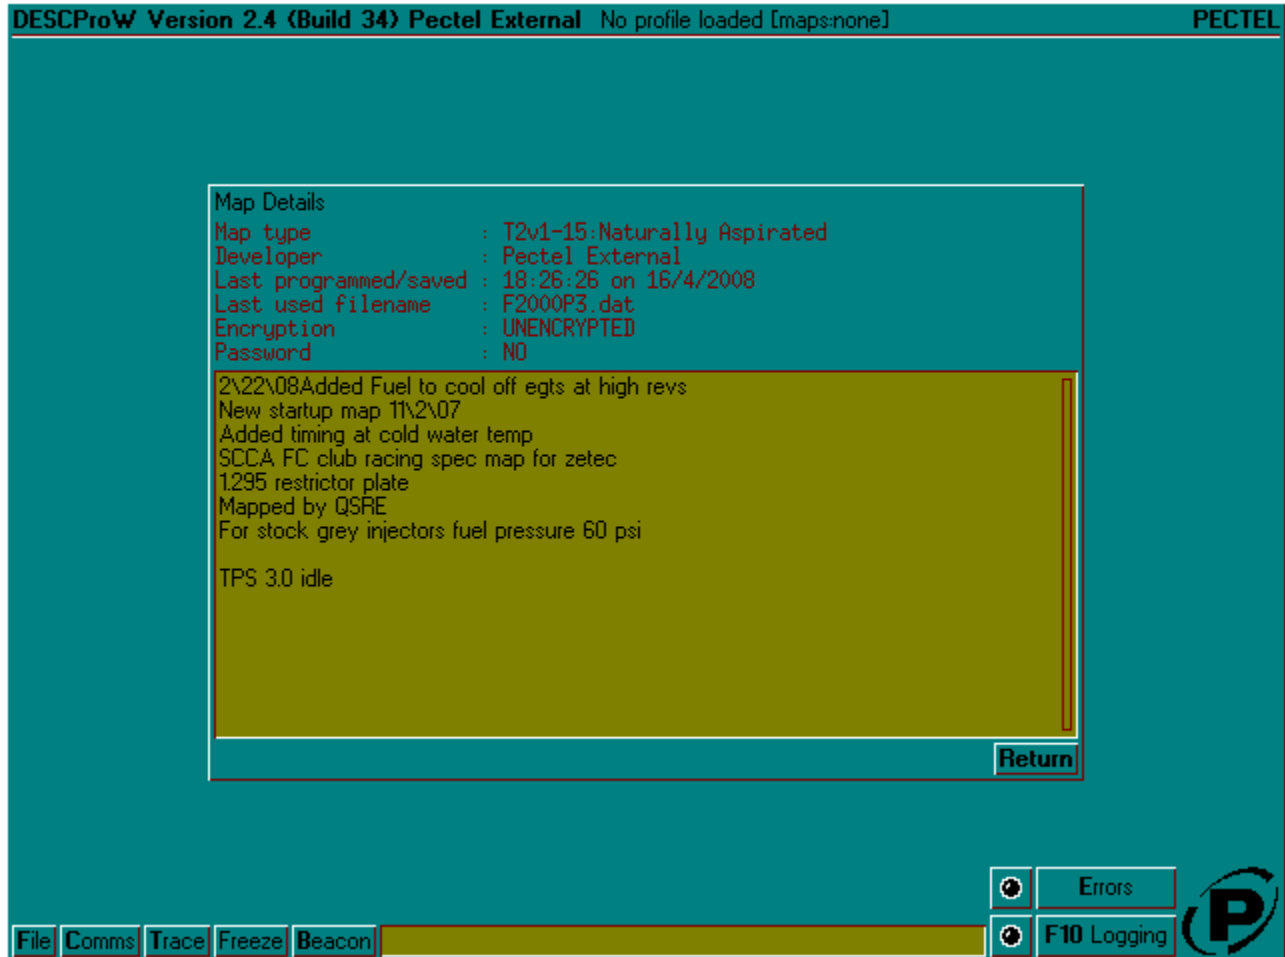 DESCProW Version 2.4 (Build 34) Pectel External No profile loaded [maps:none] PECTEL
Map Details
Map type : T2v1-15:Naturally Aspirated
Developer : Pectel External
Last programmed/saved : 18:26:26 on 16/4/2008
Last used filename : F2000P3.dat
Encryption : UNENCRYPTED
Password : NO
2\22\08Added Fuel to cool off egts at high revs
New startup map 11\2\07
Added timing at cold water temp
SCCA FC club racing spec map for zetec
1.295 restrictor plate
Mapped by QSRE
For stock grey injectors fuel pressure 60 psi
TPS 3.0 idle
Return
Errors
File Comms Trace Freeze Beacon F10 Logging
P